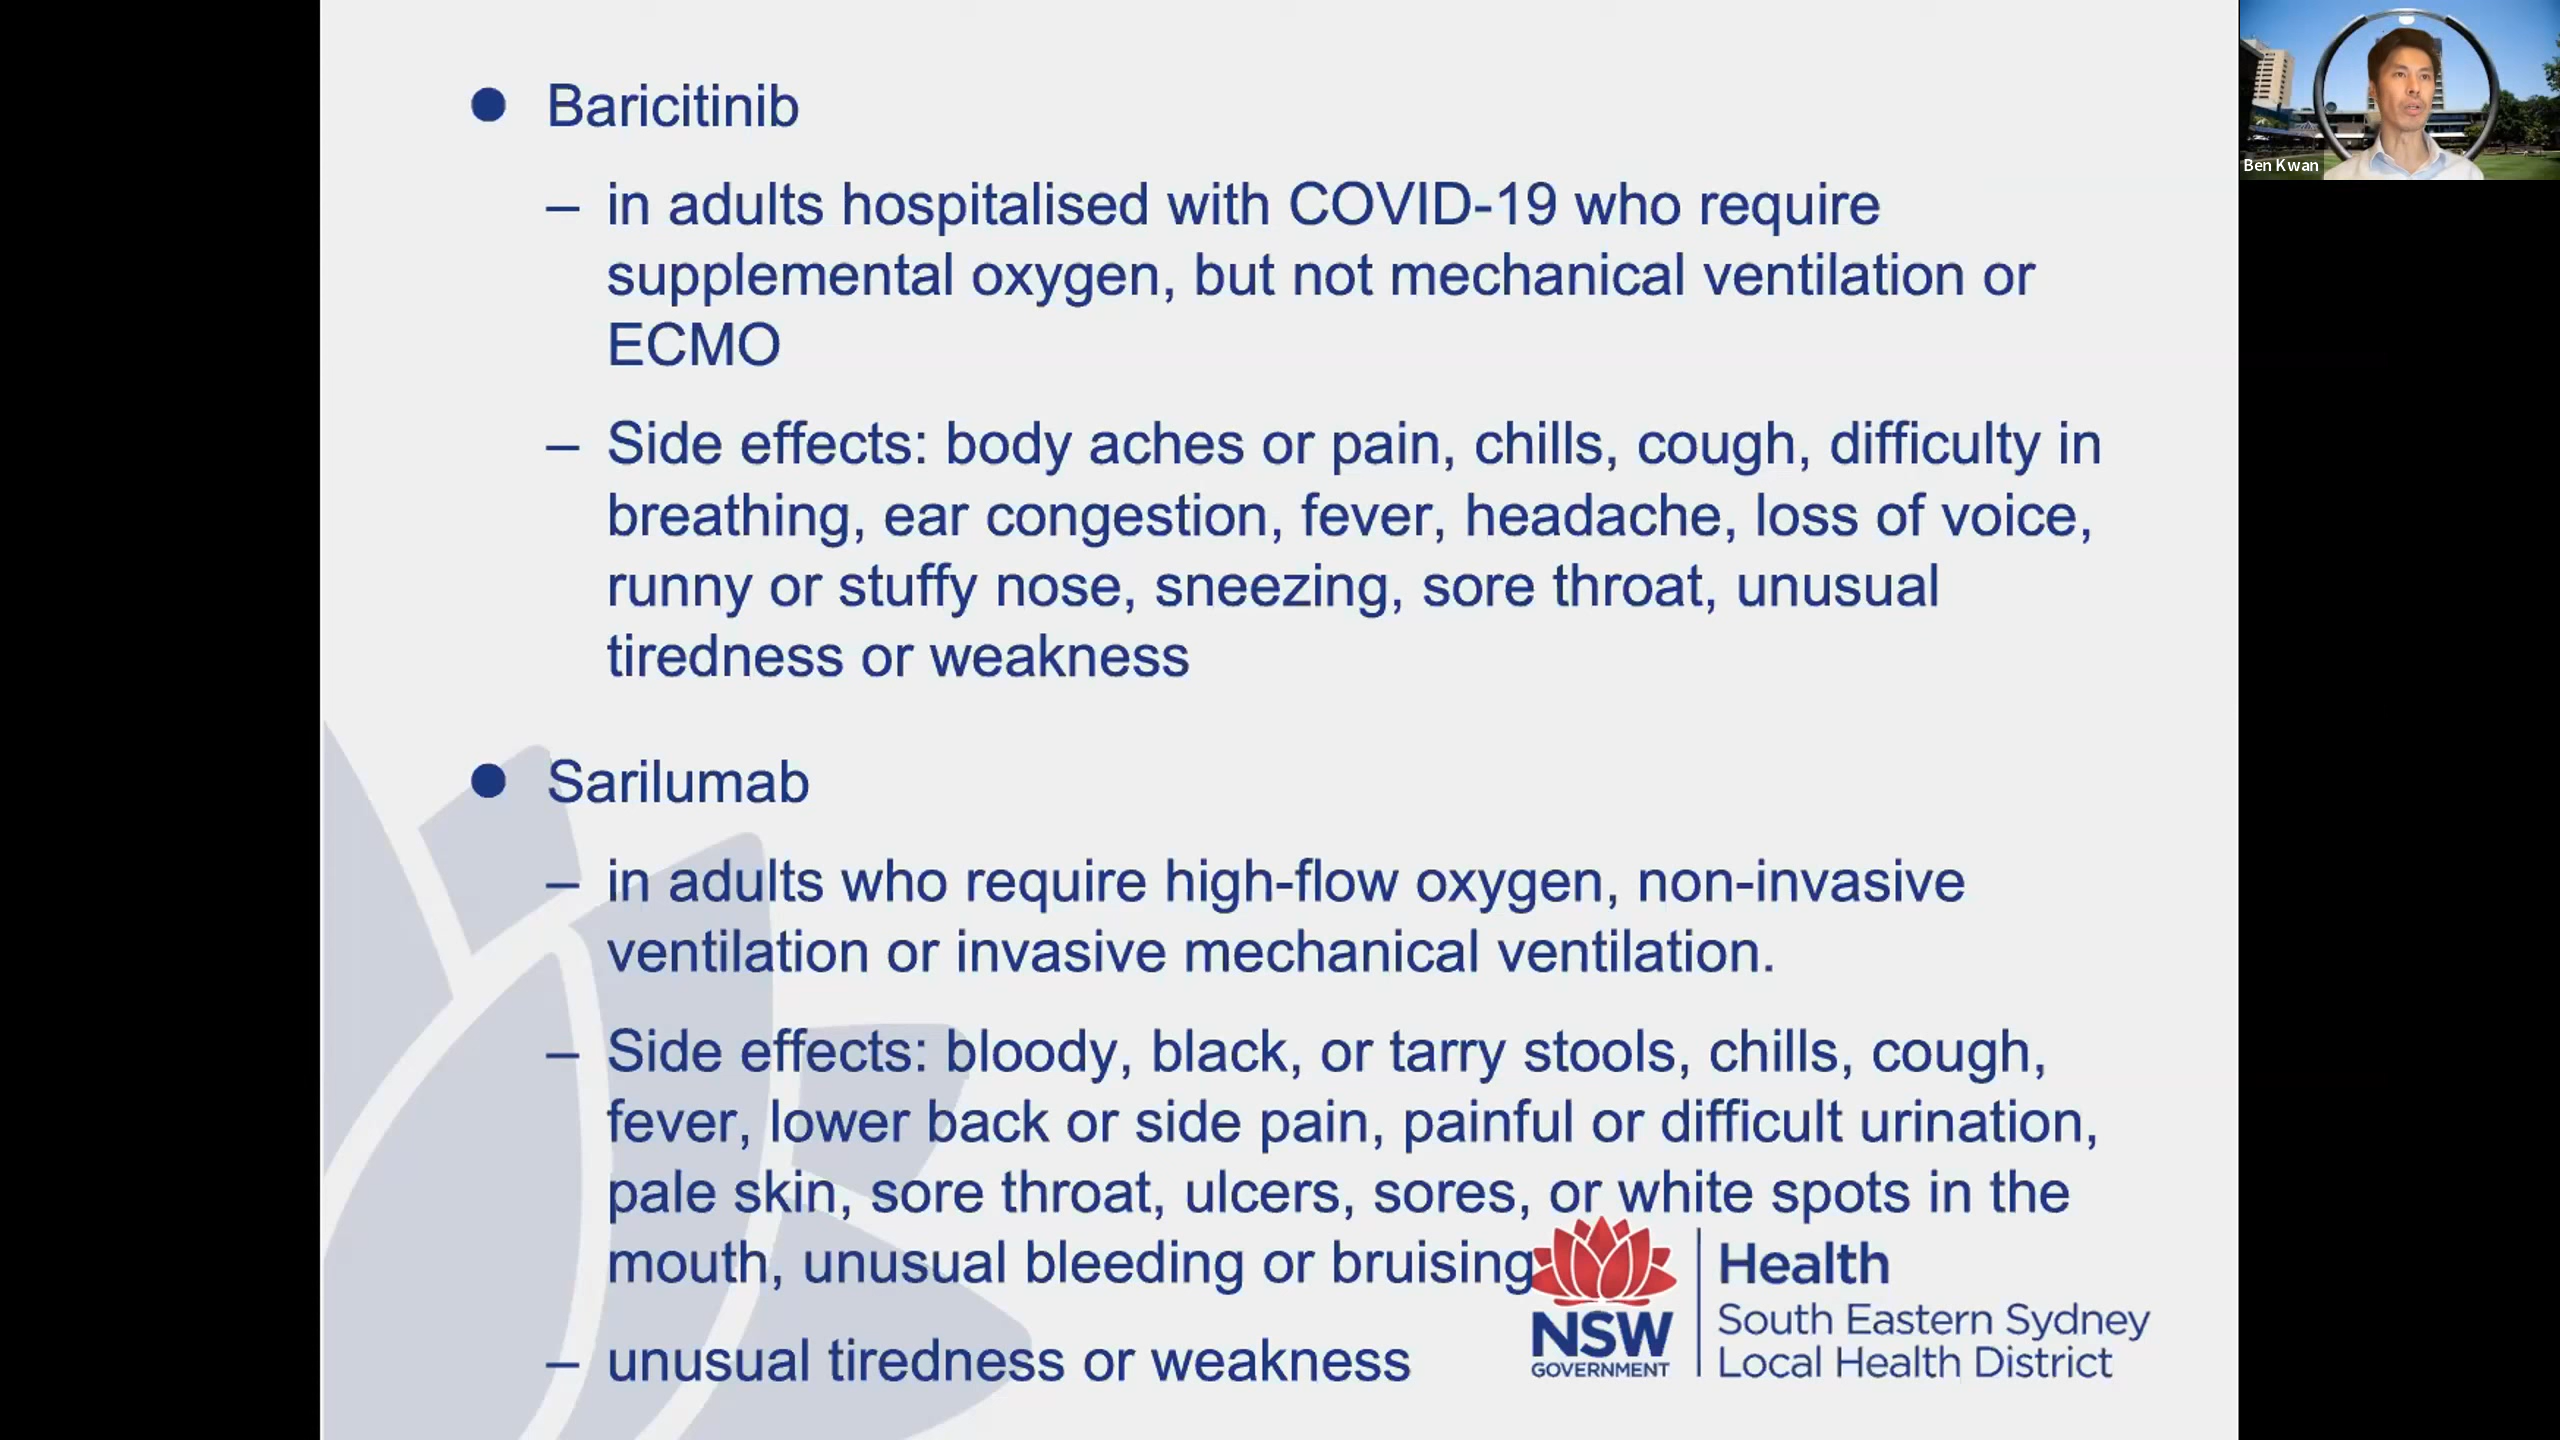 Baricitinib
– in adults hospitalised with COVID-19 who require
supplemental oxygen, but not mechanical ventilation or
ECMO
– Side effects: body aches or pain, chills, cough, difficulty in
breathing, ear congestion, fever, headache, loss of voice,
runny or stuffy nose, sneezing, sore throat, unusual
tiredness or weakness
Sarilumab
– in adults who require high-flow oxygen, non-invasive
ventilation or invasive mechanical ventilation.
– Side effects: bloody, black, or tarry stools, chills, cough,
fever, lower back or side pain, painful or difficult urination,
pale skin, sore throat, ulcers, sores, or white spots in the
mouth, unusual bleeding or bruising
– unusual tiredness or weakness
NSW
GOVERNMENT
Health
South Eastern Sydney
Local Health District
Ben Kwan